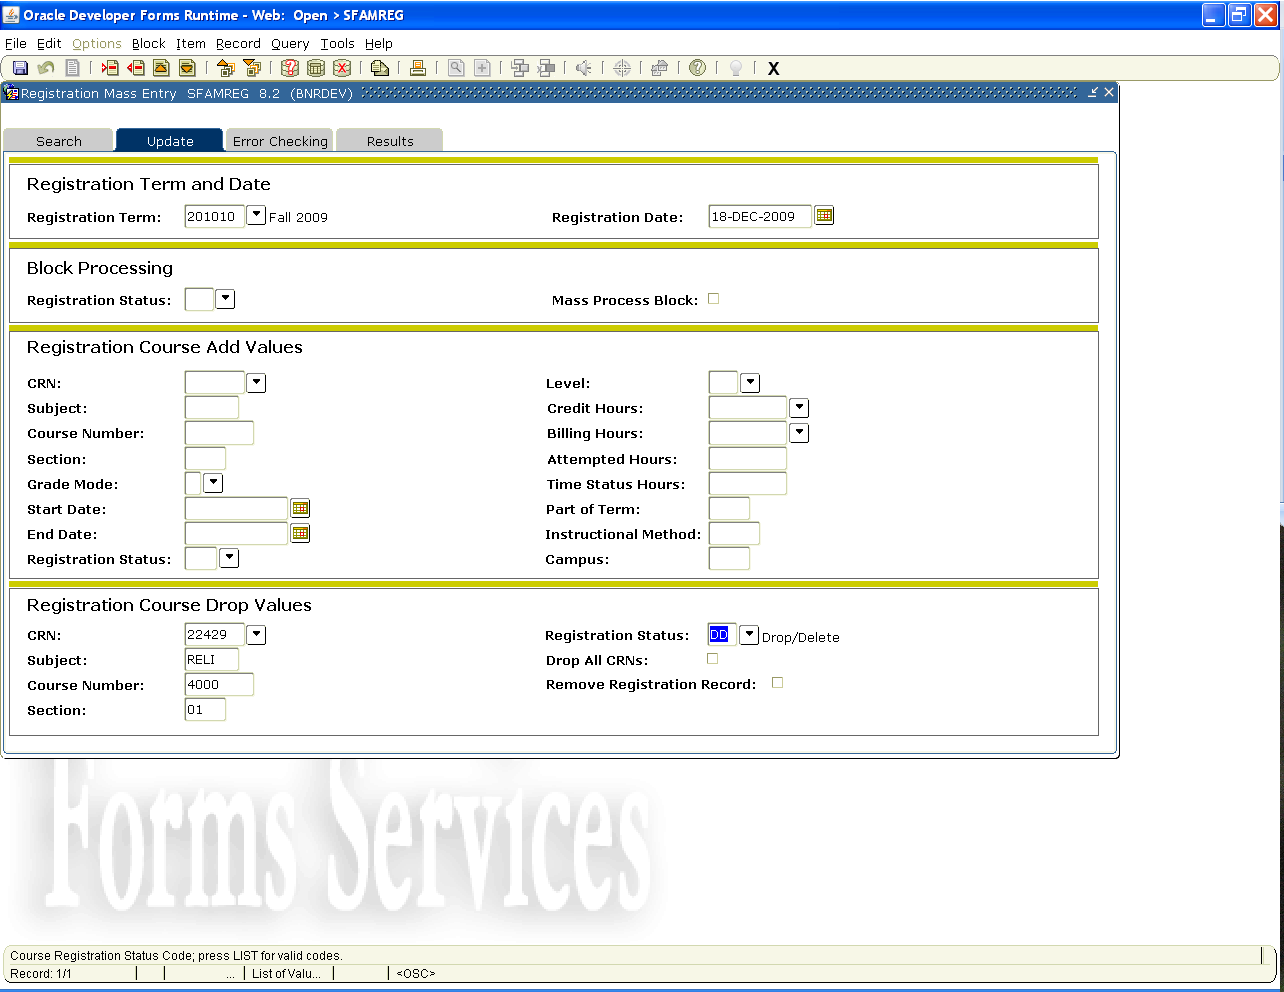 Oracle Developer Forms Runtime - Web: Open > SFAMREG
File Edit Options Block Item Record Query Tools Help
X
Registration Mass Entry SFAMREG 8.2 (BNRDEV)
Search Update Error Checking Results
Registration Term and Date
Registration Term: 201010 Fall 2009 Registration Date: 18-DEC-2009
Block Processing
Registration Status: Mass Process Block:
Registration Course Add Values
CRN: Level:
Subject: Credit Hours:
Course Number: Billing Hours:
Section: Attempted Hours:
Grade Mode: Time Status Hours:
Start Date: Part of Term:
End Date: Instructional Method:
Registration Status: Campus:
Registration Course Drop Values
CRN: 22429 Registration Status: DD Drop/Delete
Subject: RELI Drop All CRNs:
Course Number: 4000 Remove Registration Record:
Section: 01
Forms Services
Course Registration Status Code; press LIST for valid codes.
Record: 1/1 ... List of Valu... <OSC>